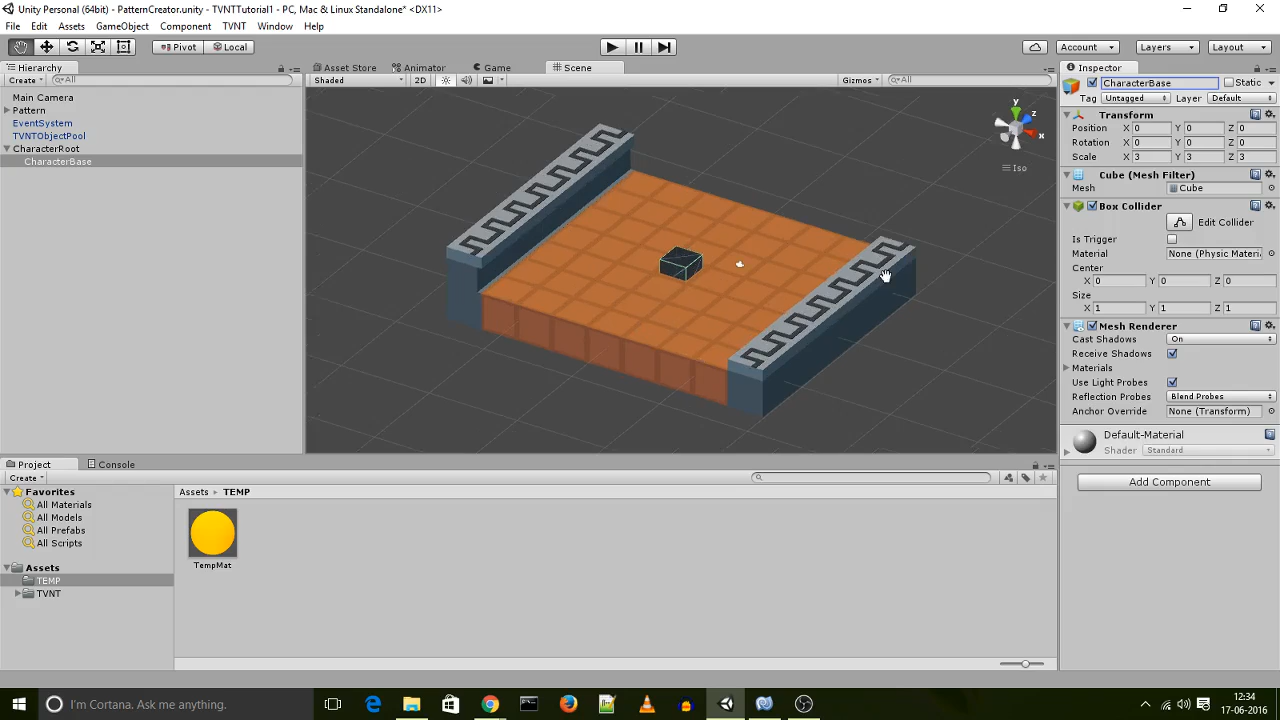 Unity Personal (64bit) - PatternCreator.unity - TVNTTutorial1 - PC, Mac & Linux Standalone* <DX11>
File Edit Assets GameObject Component TVNT Window Help
Pivot Local Account Layers Layout
Hierarchy Asset Store Animator Game Scene Inspector
Create All Shaded 2D Gizmos All CharacterBase Static
Tag Untagged Layer Default
Main Camera
Pattern
EventSystem
TVNTObjectPool
CharacterRoot
CharacterBase
y
z
x
Iso
Transform
Position X 0 Y 0 Z 0
Rotation X 0 Y 0 Z 0
Scale X 3 Y 3 Z 3
Cube (Mesh Filter)
Mesh Cube
Box Collider
Edit Collider
Is Trigger
Material None (Physic Materi
Center
X 0 Y 0 Z 0
Size
X 1 Y 1 Z 1
Mesh Renderer
Cast Shadows On
Receive Shadows
Materials
Use Light Probes
Reflection Probes Blend Probes
Anchor Override None (Transform)
Default-Material
Shader Standard
Add Component
Project Console
Create
Favorites
All Materials
All Models
All Prefabs
All Scripts
Assets
TEMP
TVNT
Assets TEMP
TempMat
I'm Cortana. Ask me anything.
12:34
17-06-2016